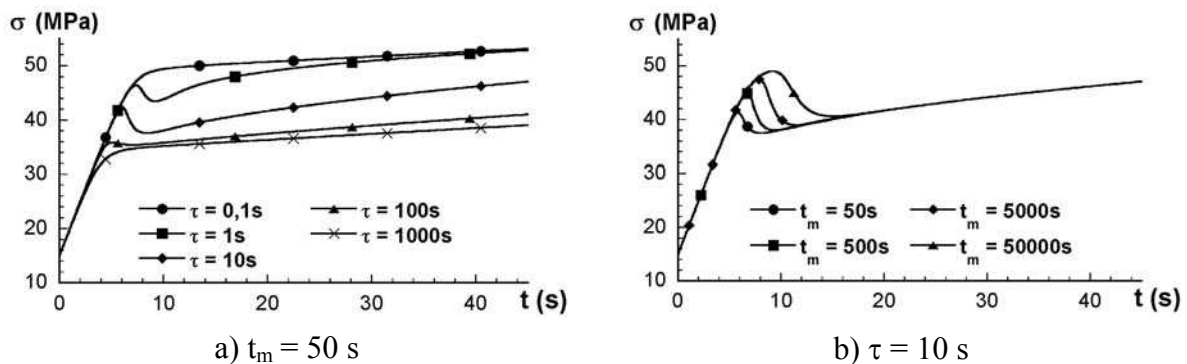 σ (MPa)
50
40
30
20
10
0 10 20 30 40 t (s)
τ = 0,1s
τ = 1s
τ = 10s
τ = 100s
τ = 1000s
a) tm = 50 s
σ (MPa)
50
40
30
20
10
0 10 20 30 40 t (s)
tm = 50s
tm = 500s
tm = 5000s
tm = 50000s
b) τ = 10 s